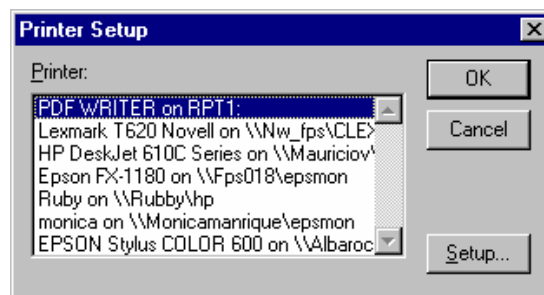 Printer Setup
Printer:
OK
PDF WRITER on RPT1:
Lexmark T620 Novell on \\Nw_fps\CLEX
HP DeskJet 610C Series on \\Mauriciov\
Cancel
Epson FX-1180 on \\Fps018\epsmon
Ruby on \\Rubby\hp
monica on \\Monicamanrique\epsmon
EPSON Stylus COLOR 600 on \\Albaroc
Setup...